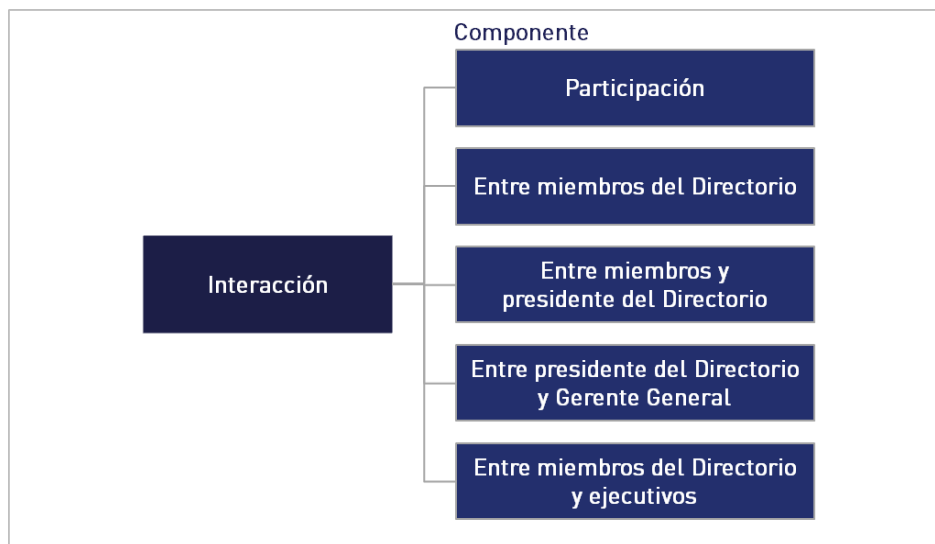 Componente
Participación
Entre miembros del Directorio
Interacción
Entre miembros y
presidente del Directorio
Entre presidente del Directorio
y Gerente General
Entre miembros del Directorio
y ejecutivos